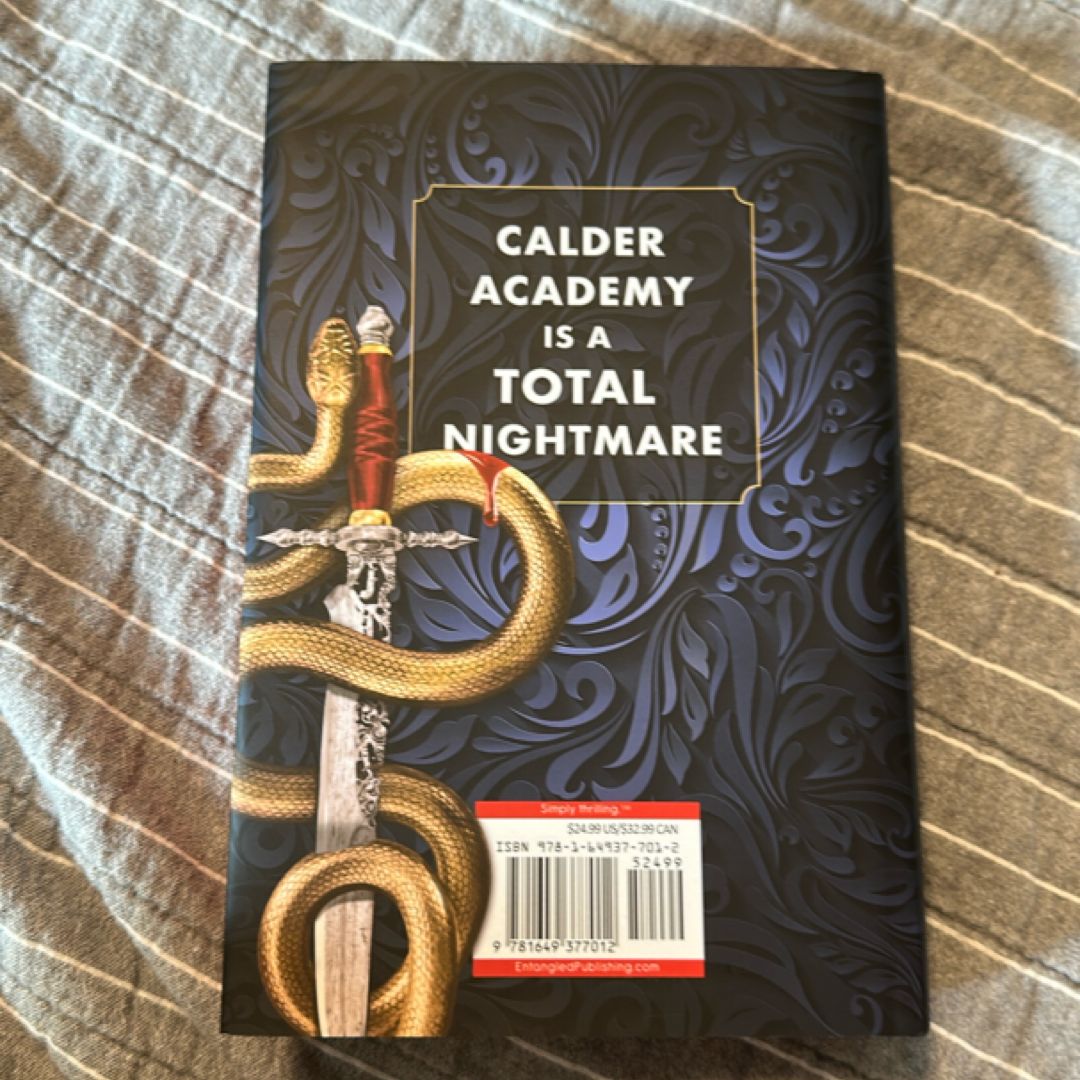 CALDER
ACADEMY
IS A
TOTAL
NIGHTMARE
Simply thrilling.™
$24.99 US/$32.99 CAN
ISBN 978-1-64937-701-2
52499
9 781649 377012
EntangledPublishing.com